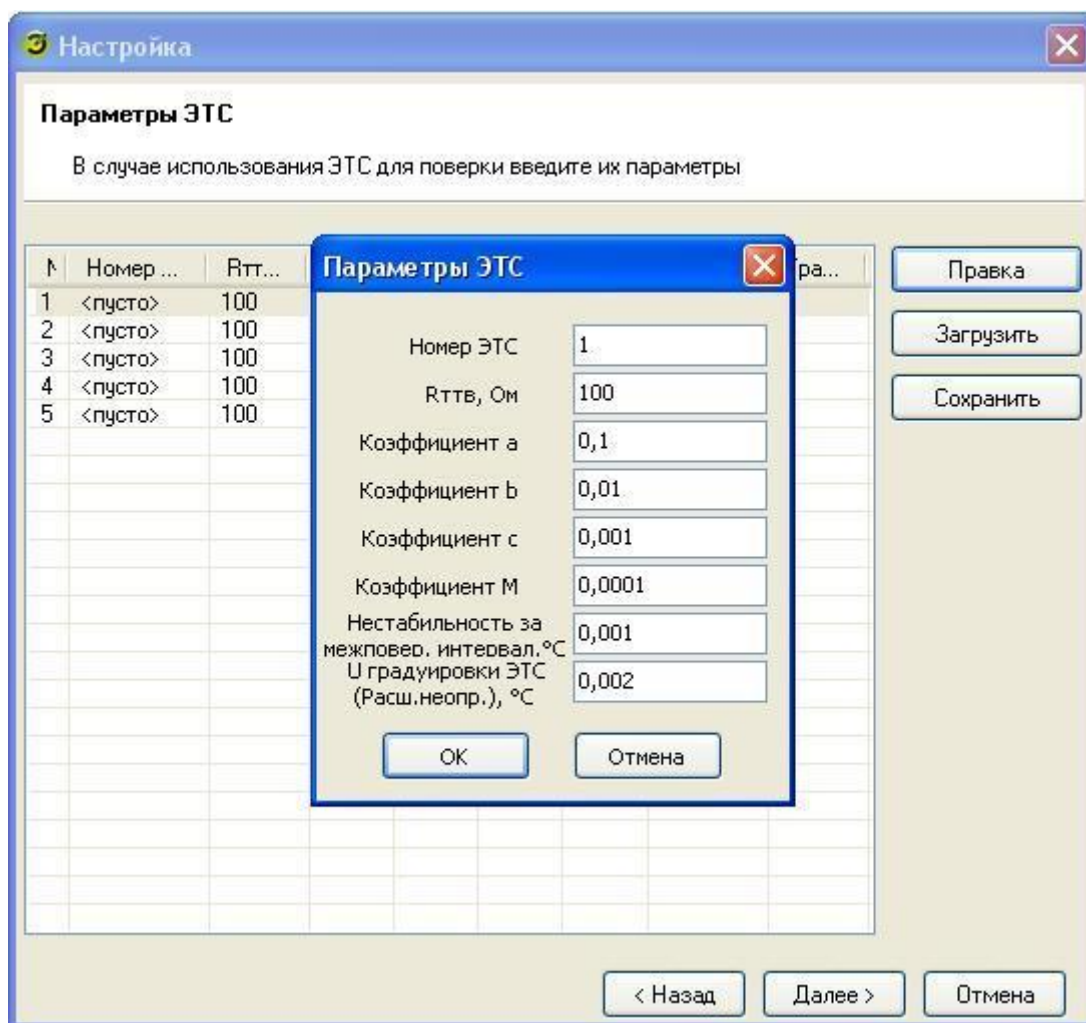 Настройка
Параметры ЭТС
В случае использования ЭТС для поверки введите их параметры
Номер ... Rтт...
1 <пусто> 100
2 <пусто> 100
3 <пусто> 100
4 <пусто> 100
5 <пусто> 100
Параметры ЭТС
Номер ЭТС 1
Rттв, Ом 100
Коэффициент a 0,1
Коэффициент b 0,01
Коэффициент c 0,001
Коэффициент M 0,0001
Нестабильность за
межповер. интервал,°C 0,001
U градуировки ЭТС
(Расш.неопр.), °C 0,002
OK Отмена
Правка
Загрузить
Сохранить
< Назад Далее > Отмена